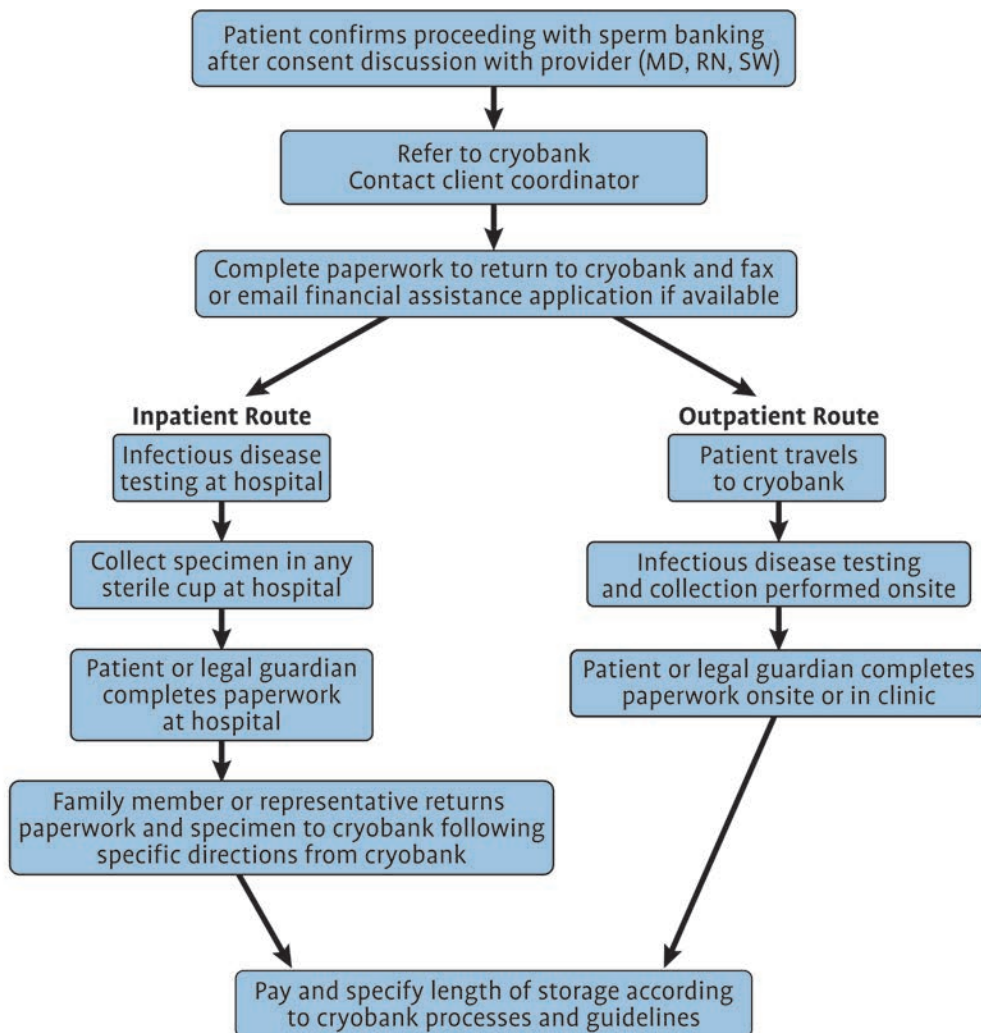 Patient confirms proceeding with sperm banking
after consent discussion with provider (MD, RN, SW)
Refer to cryobank
Contact client coordinator
Complete paperwork to return to cryobank and fax
or email financial assistance application if available
Inpatient Route
Infectious disease
testing at hospital
Collect specimen in any
sterile cup at hospital
Patient or legal guardian
completes paperwork
at hospital
Family member or representative returns
paperwork and specimen to cryobank following
specific directions from cryobank
Outpatient Route
Patient travels
to cryobank
Infectious disease testing
and collection performed onsite
Patient or legal guardian completes
paperwork onsite or in clinic
Pay and specify length of storage according
to cryobank processes and guidelines